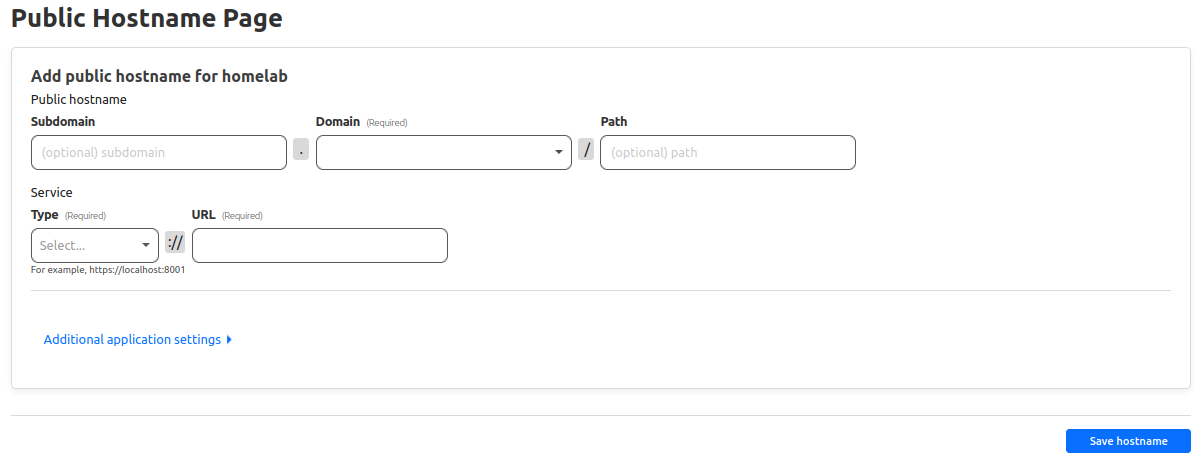 Public Hostname Page
Add public hostname for homelab
Public hostname
Subdomain Domain (Required) Path
(optional) subdomain . / (optional) path
Service
Type (Required) URL (Required)
Select... ://
For example, https://localhost:8001
Additional application settings
Save hostname